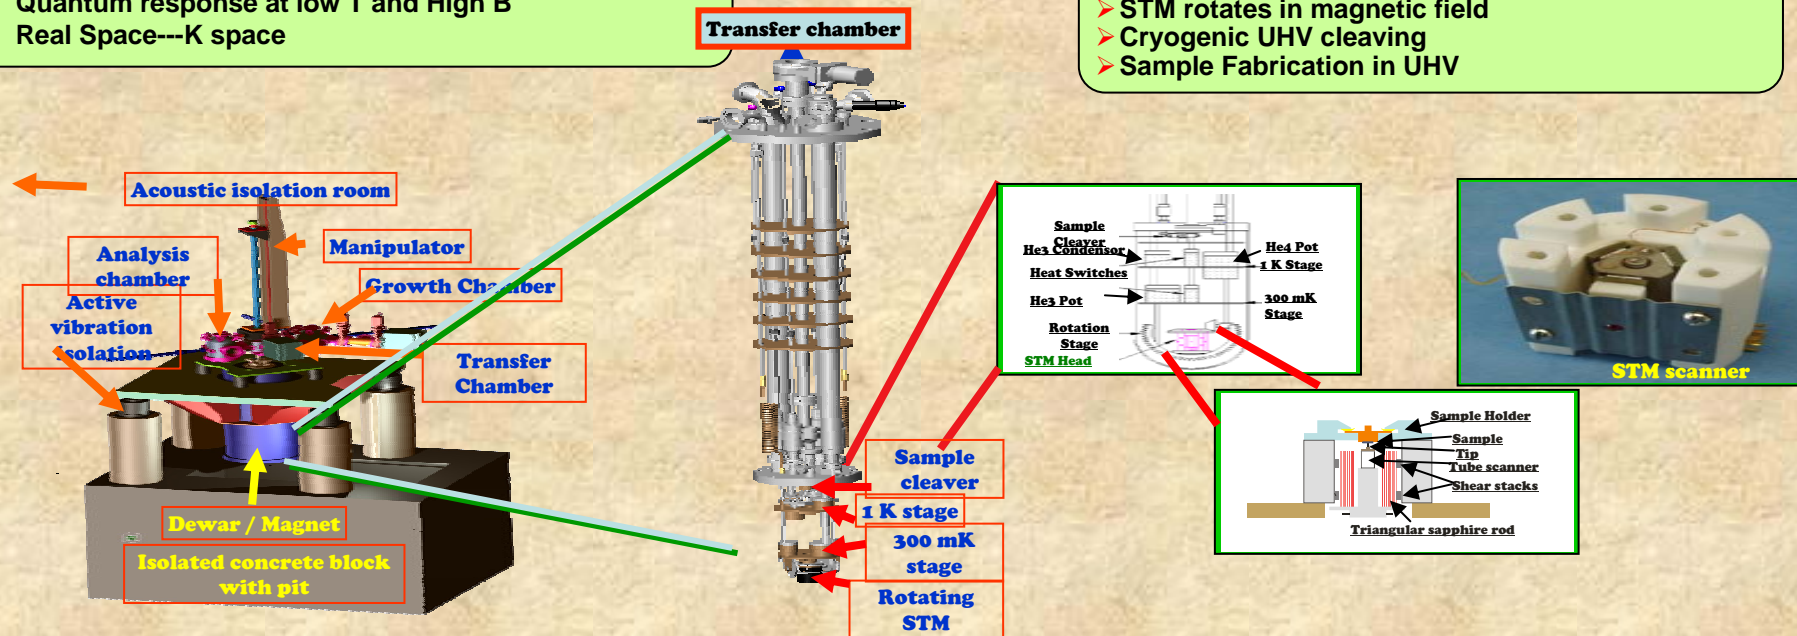 Quantum response at low T and High B
Real Space---K space
Transfer chamber
STM rotates in magnetic field
Cryogenic UHV cleaving
Sample Fabrication in UHV
Acoustic isolation room
Analysis
chamber
Manipulator
Growth Chamber
Active
vibration
isolation
Transfer
Chamber
Dewar / Magnet
Isolated concrete block
with pit
Sample
cleaver
1 K stage
300 mK
stage
Rotating
STM
Sample
Cleaver
He3 Condensor
Heat Switches
He3 Pot
Rotation
Stage
STM Head
He4 Pot
1 K Stage
300 mK
Stage
STM scanner
Sample Holder
Sample
Tip
Tube scanner
Shear stacks
Triangular sapphire rod